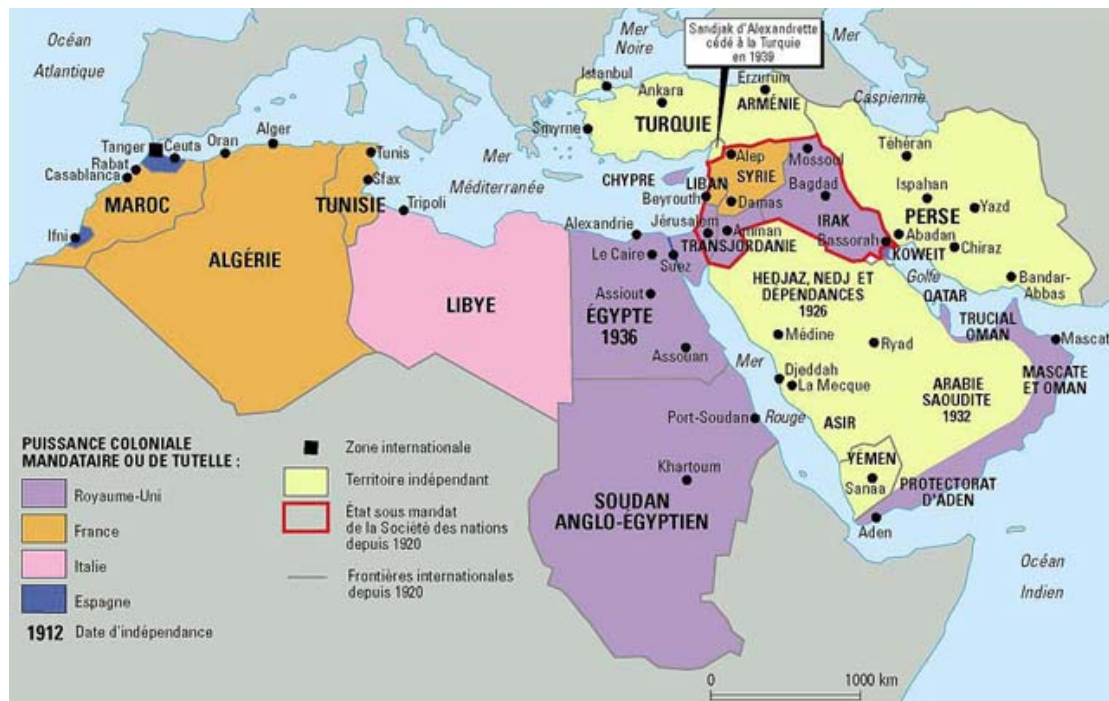 Océan
Atlantique
Mer
Noire
Sandjak d'Alexandrette
cédé à la Turquie
en 1939
Mer
Caspienne
Istanbul
Ankara
Erzurum
ARMÉNIE
TURQUIE
Smyrne
Tanger
Ceuta
Oran
Alger
Rabat
Casablanca
Tunis
Sfax
Mer
Méditerranée
Tripoli
MAROC
TUNISIE
Ifni
ALGÉRIE
LIBYE
CHYPRE
Alep
SYRIE
Mossoul
LIBAN
Beyrouth
Damas
Bagdad
IRAK
Téhéran
Ispahan
Yazd
PERSE
Abadan
Chiraz
Bassorah
KOWEIT
Alexandrie
Jérusalem
Amman
TRANSJORDANIE
Le Caire
Suez
Golfe
Bandar-
Abbas
HEDJAZ, NEDJ ET
DÉPENDANCES
1926
QATAR
TRUCIAL
OMAN
Assiout
ÉGYPTE
1936
Assouan
Médine
Ryad
Mascate
MASCATE
ET OMAN
Mer
Rouge
Djeddah
La Mecque
ARABIE
SAOUDITE
1932
Port-Soudan
ASIR
YÉMEN
Sanaa
Khartoum
SOUDAN
ANGLO-ÉGYPTIEN
PROTECTORAT
D'ADEN
Aden
Océan
Indien
PUISSANCE COLONIALE
MANDATAIRE OU DE TUTELLE :
Royaume-Uni
France
Italie
Espagne
1912 Date d'indépendance
Zone internationale
Territoire indépendant
État sous mandat
de la Société des nations
depuis 1920
Frontières internationales
depuis 1920
0 1000 km